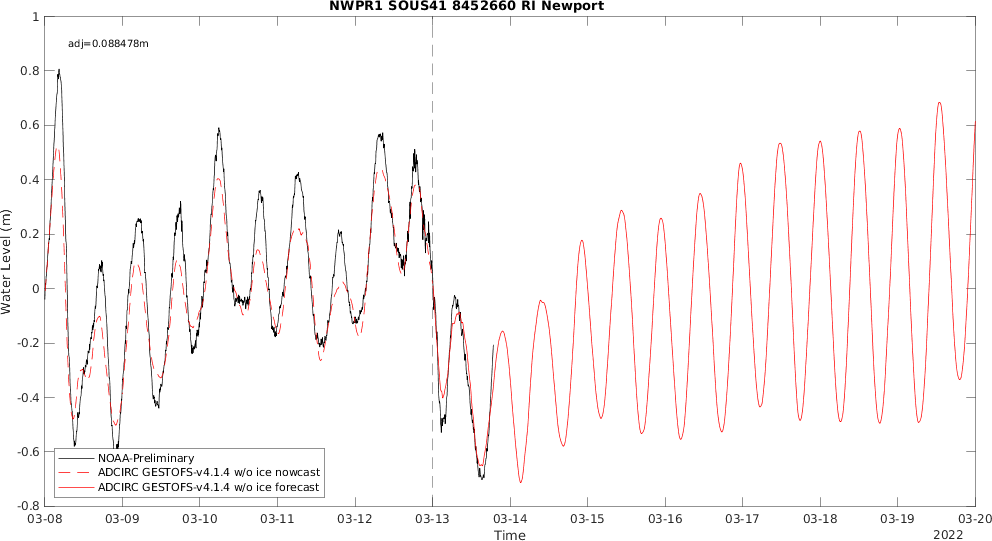 NWPR1 SOUS41 8452660 RI Newport
adj=0.088478m
1
0.8
0.6
0.4
0.2
0
-0.2
-0.4
-0.6
-0.8
Water Level (m)
NOAA-Preliminary
ADCIRC GESTOFS-v4.1.4 w/o ice nowcast
ADCIRC GESTOFS-v4.1.4 w/o ice forecast
03-08 03-09 03-10 03-11 03-12 03-13 03-14 03-15 03-16 03-17 03-18 03-19 03-20
Time
2022